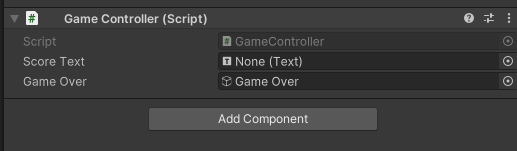 Game Controller (Script)
Script GameController
Score Text None (Text)
Game Over Game Over
Add Component